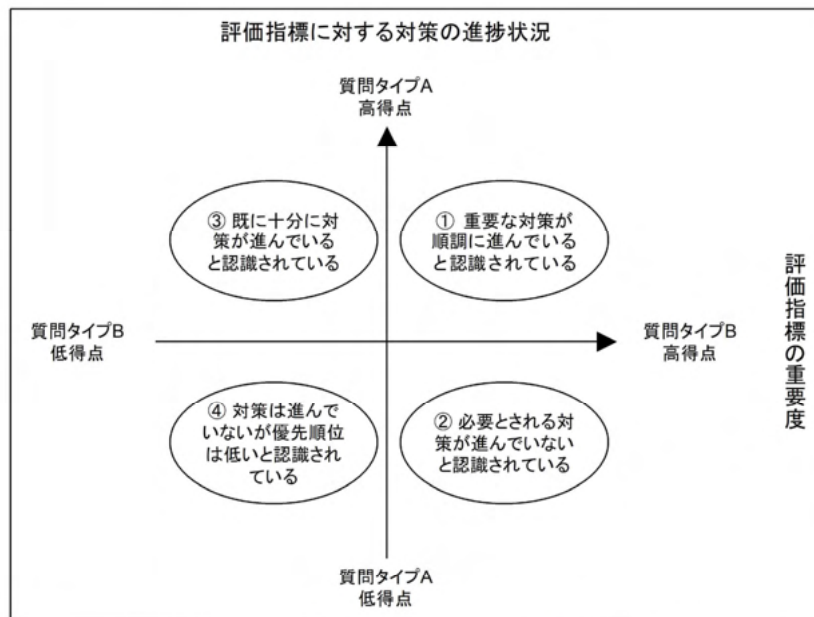 評価指標に対する対策の進捗状況
質問タイプA
高得点
③ 既に十分に対
策が進んでいる
と認識されている
① 重要な対策が
順調に進んでいる
と認識されている
評価指標の重要度
質問タイプB
低得点
質問タイプB
高得点
④ 対策は進んで
いないが優先順位
は低いと認識され
ている
② 必要とされる対
策が進んでいない
と認識されている
質問タイプA
低得点